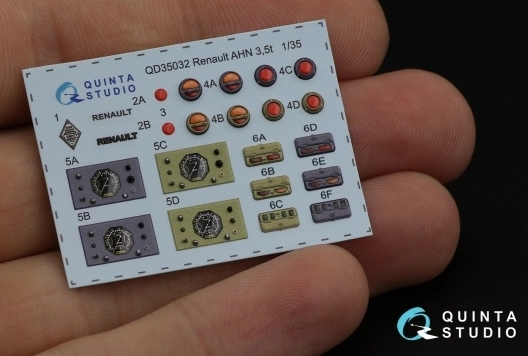 QUINTA
STUDIO
QD35032 Renault AHN 3,5t 1/35
1
RENAULT
2A
RENAULT
2B
3
4A
4C
4B
4D
5A
5C
6A
6D
6B
6E
5B
5D
6C
6F
QUINTA
STUDIO